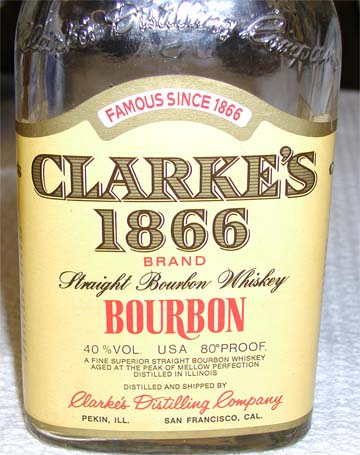 Clarke's Distilling Company
FAMOUS SINCE 1866
CLARKE'S
1866
BRAND
Straight Bourbon Whiskey
BOURBON
40 %VOL. USA 80°PROOF.
A FINE SUPERIOR STRAIGHT BOURBON WHISKEY
AGED AT THE PEAK OF MELLOW PERFECTION
DISTILLED IN ILLINOIS
DISTILLED AND SHIPPED BY
Clarke's Distilling Company
PEKIN, ILL. SAN FRANCISCO, CAL.